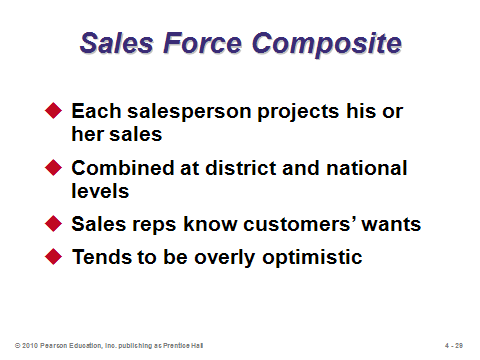 Sales Force Composite
Each salesperson projects his or
her sales
Combined at district and national
levels
Sales reps know customers’ wants
Tends to be overly optimistic
© 2010 Pearson Education, Inc. publishing as Prentice Hall
4 - 29